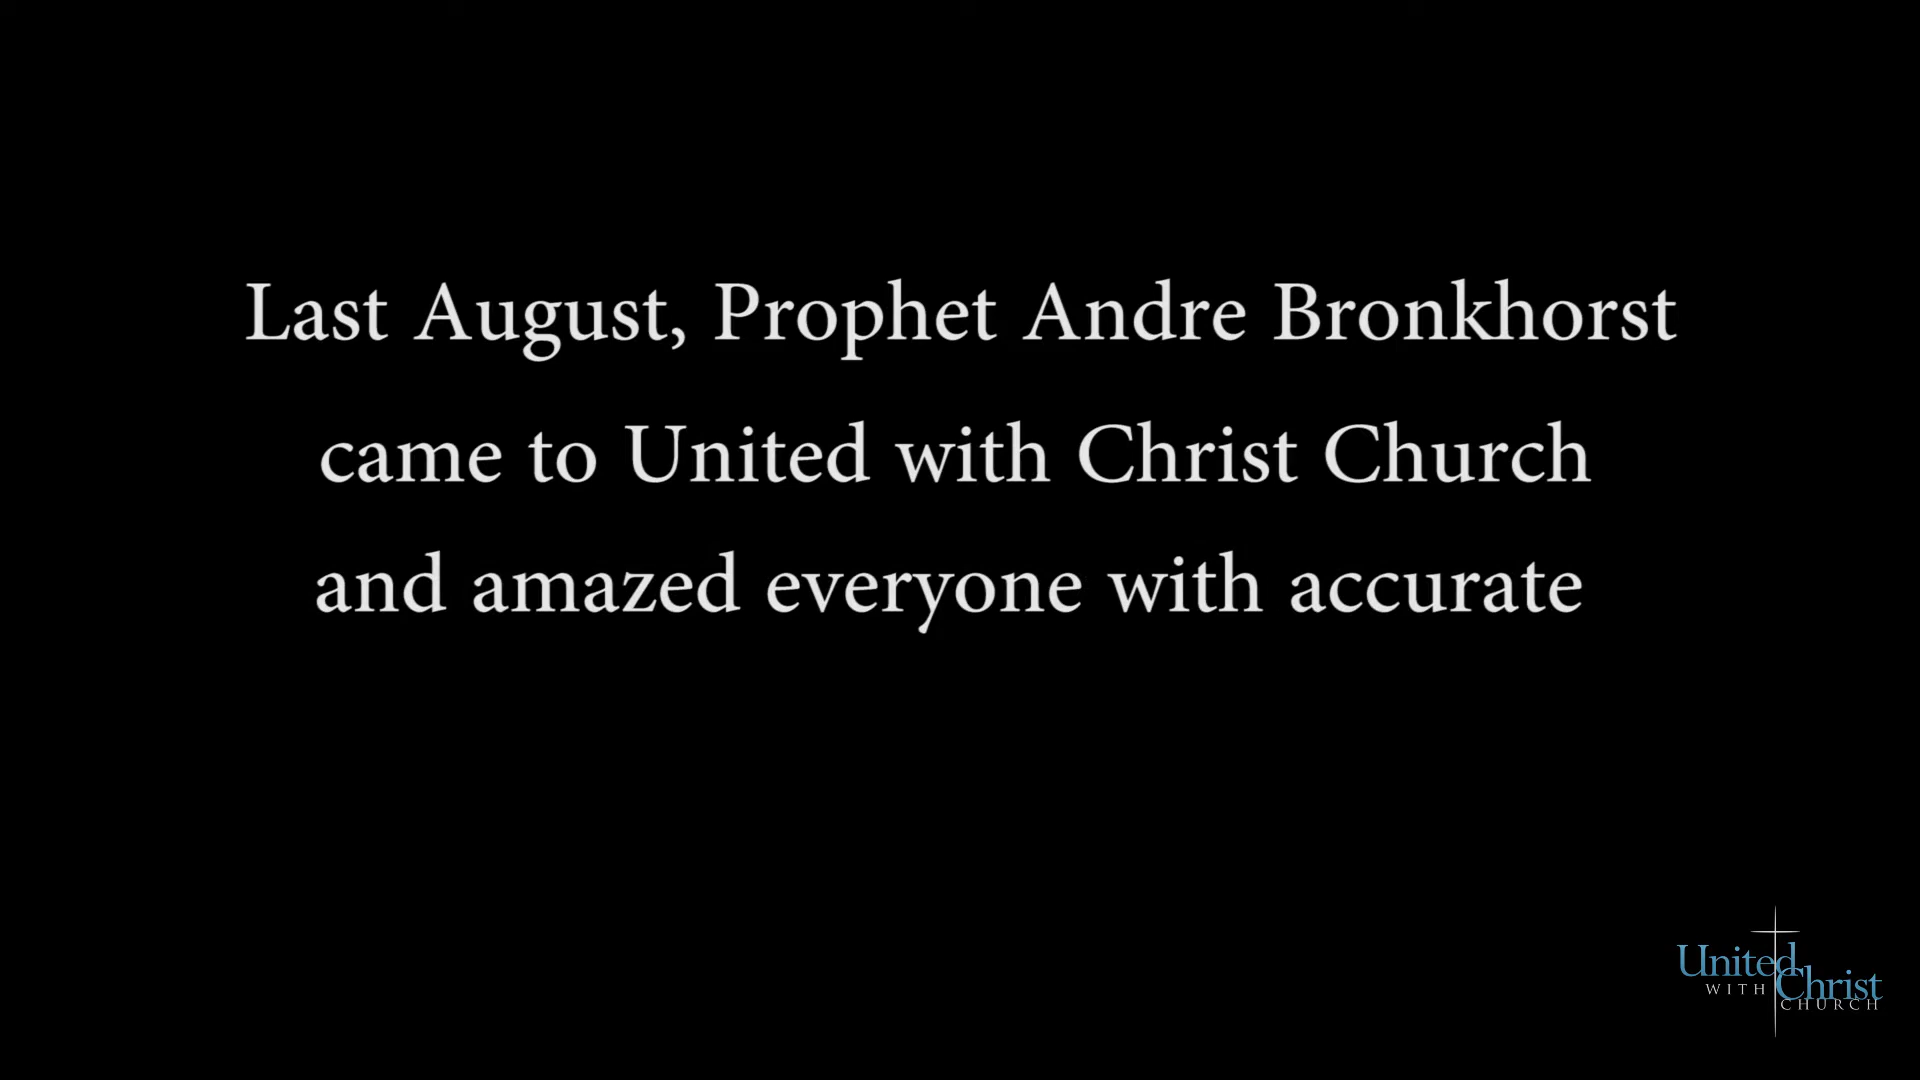 Last August, Prophet Andre Bronkhorst
came to United with Christ Church
and amazed everyone with accurate
United
WITH Christ
CHURCH